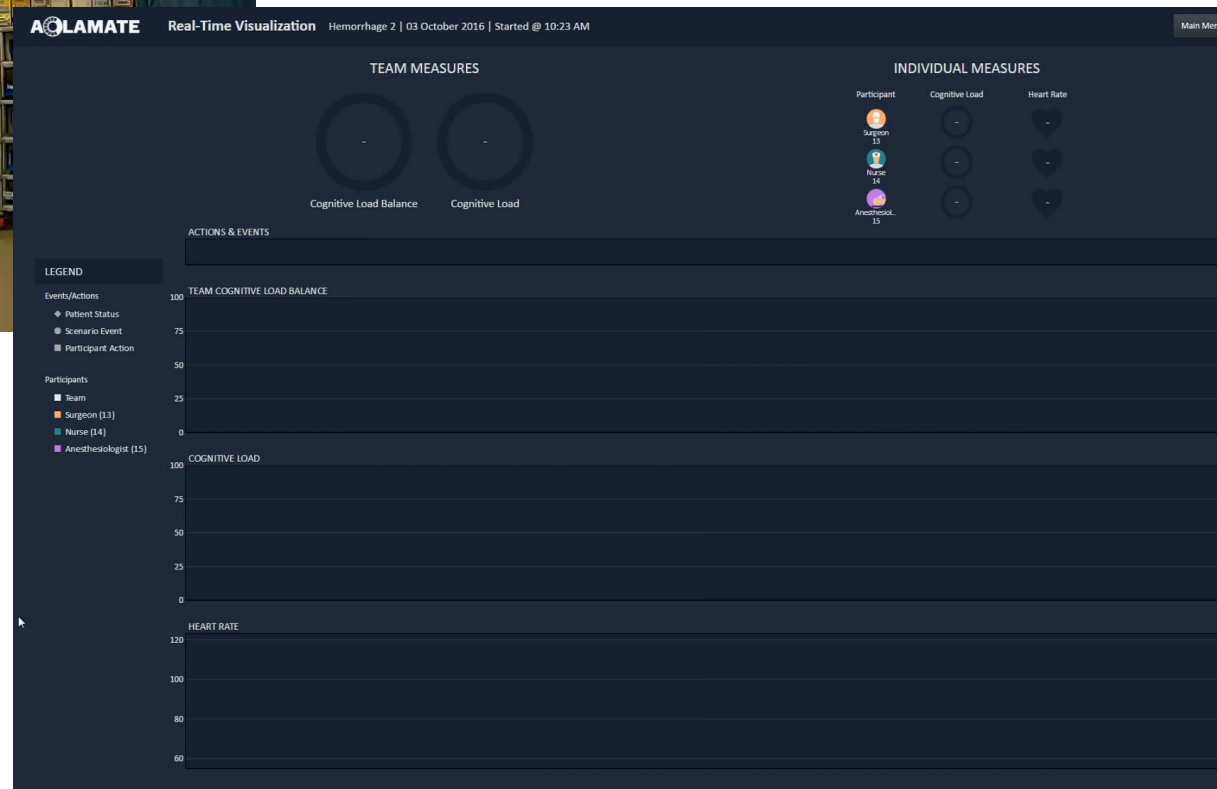 AOLAMATE
Real-Time Visualization Hemorrhage 2 | 03 October 2016 | Started @ 10:23 AM
Main Men
TEAM MEASURES
-
-
Cognitive Load Balance
Cognitive Load
INDIVIDUAL MEASURES
Participant
Cognitive Load
Heart Rate
Surgeon
13
-
-
Nurse
14
-
-
Anesthesiol..
15
-
-
LEGEND
Events/Actions
Patient Status
Scenario Event
Participant Action
Participants
Team
Surgeon (13)
Nurse (14)
Anesthesiologist (15)
ACTIONS & EVENTS
TEAM COGNITIVE LOAD BALANCE
100
75
50
25
0
COGNITIVE LOAD
100
75
50
25
0
HEART RATE
120
100
80
60